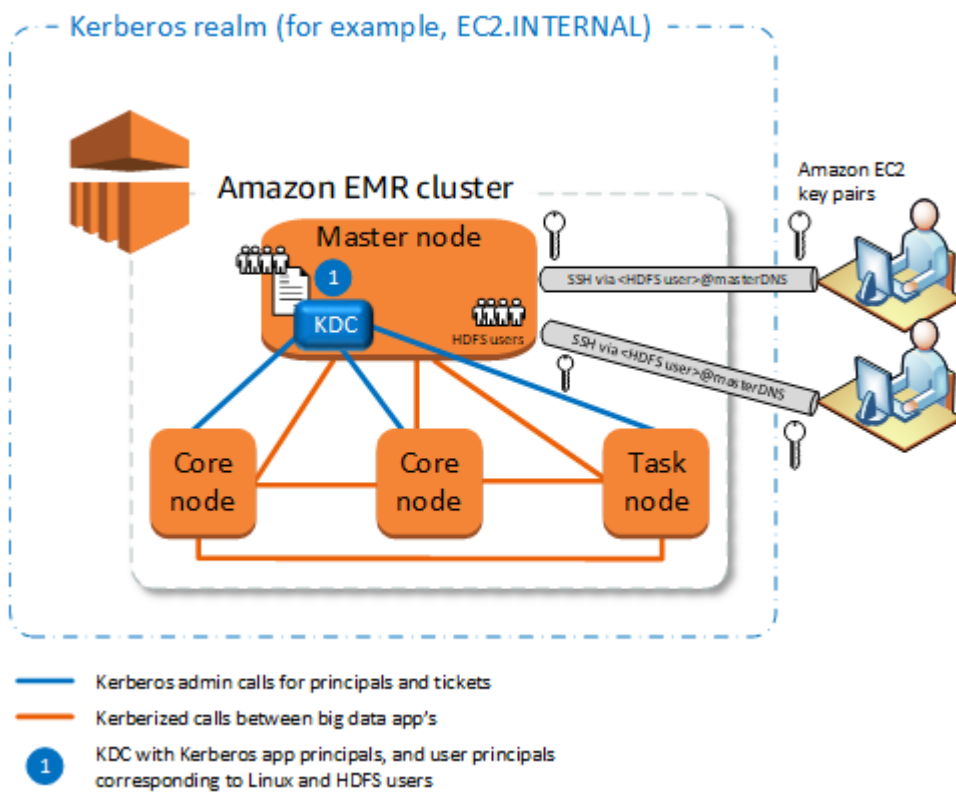 Kerberos realm (for example, EC2.INTERNAL)
Amazon EMR cluster
Amazon EC2
key pairs
Master node
1
KDC
HDFS users
SSH via <HDFS user>@masterDNS
SSH via <HDFS user>@masterDNS
Core
node
Core
node
Task
node
Kerberos admin calls for principals and tickets
Kerberized calls between big data app's
1
KDC with Kerberos app principals, and user principals
corresponding to Linux and HDFS users